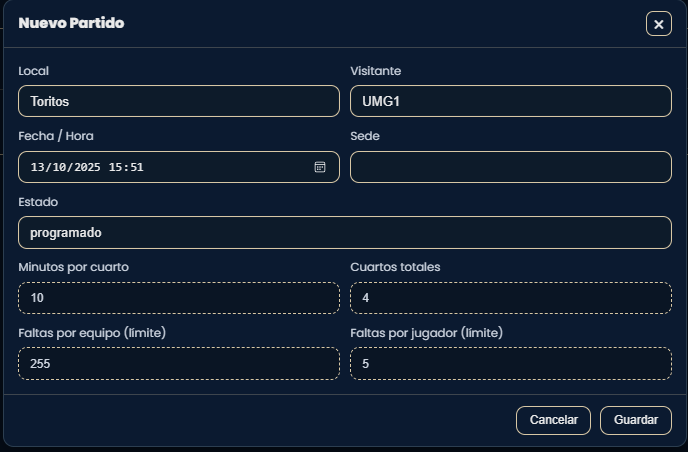 Nuevo Partido ×
Local Visitante
Toritos UMG1
Fecha / Hora Sede
13/10/2025 15:51
Estado
programado
Minutos por cuarto Cuartos totales
10 4
Faltas por equipo (límite) Faltas por jugador (límite)
255 5
Cancelar Guardar